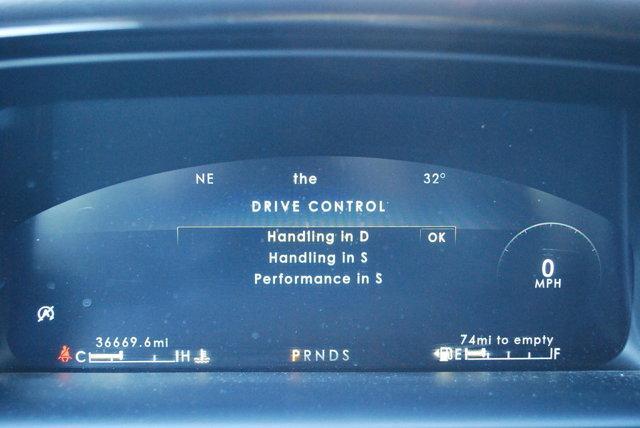 NE the 32°
DRIVE CONTROL
Handling in D OK
Handling in S
Performance in S
0
MPH
36669.6mi
74mi to empty
C H
PRNDS
E F